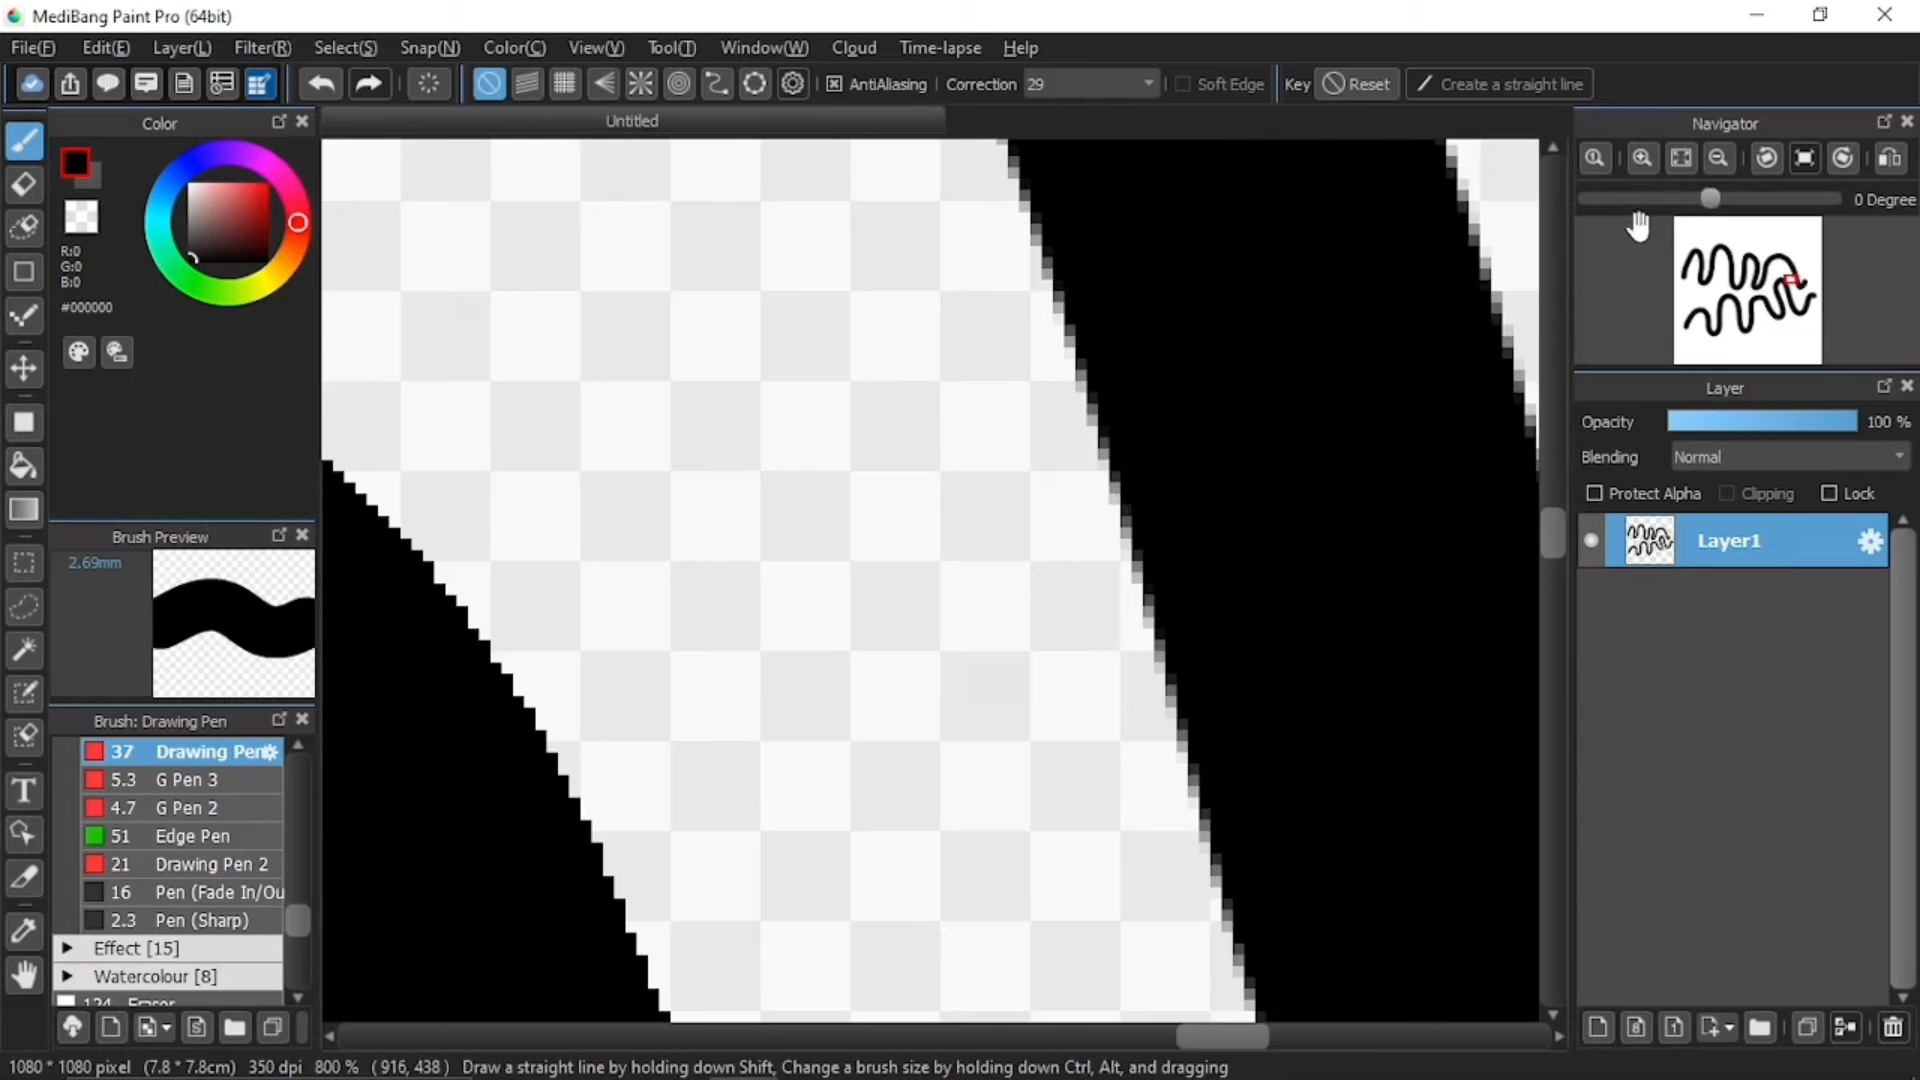 MediBang Paint Pro (64bit)
File(F) Edit(E) Layer(L) Filter(R) Select(S) Snap(N) Color(C) View(V) Tool(T) Window(W) Cloud Time-lapse Help
AntiAliasing Correction 29 Soft Edge Key Reset Create a straight line
Color
Untitled
Navigator
0 Degree
R:0
G:0
B:0
#000000
Layer
Opacity 100 %
Blending Normal
Protect Alpha Clipping Lock
Layer1
Brush Preview
2.69mm
Brush: Drawing Pen
37 Drawing Pen
5.3 G Pen 3
4.7 G Pen 2
51 Edge Pen
21 Drawing Pen 2
16 Pen (Fade In/Ou
2.3 Pen (Sharp)
Effect [15]
Watercolour [8]
124 Eraser
1080 * 1080 pixel (7.8 * 7.8cm) 350 dpi 800 % ( 916, 438 ) Draw a straight line by holding down Shift, Change a brush size by holding down Ctrl, Alt, and dragging